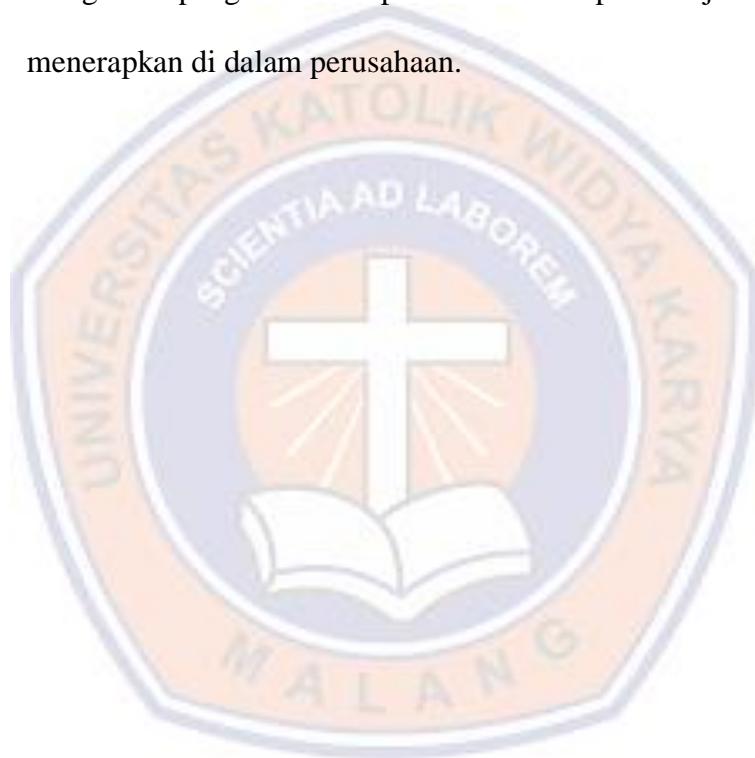 menerapkan di dalam perusahaan.
UNIVERSITAS KATOLIK WIDYA KARYA
SCIENTIA AD LABOREM
MALANG